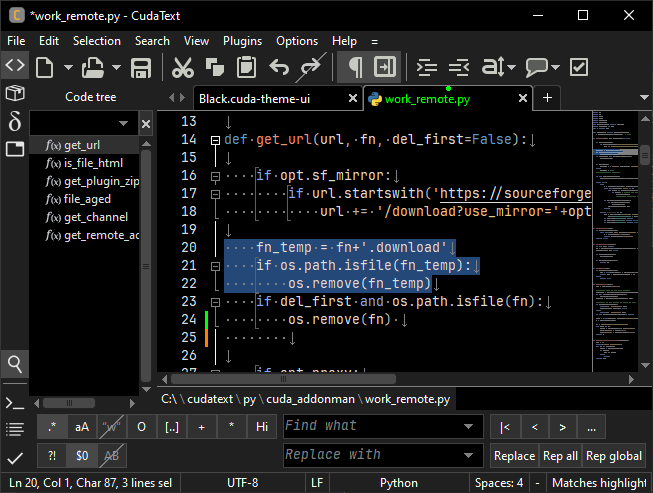 *work_remote.py - CudaText
File Edit Selection Search View Plugins Options Help =
Code tree
Black.cuda-theme-ui work_remote.py
get_url
is_file_html
get_plugin_zip
file_aged
get_channel
get_remote_ad
13
14 def get_url(url, fn, del_first=False):
15
16 if opt.sf_mirror:
17 if url.startswith('https://sourceforge
18 url += '/download?use_mirror='+opt
19
20 fn_temp = fn+'.download'
21 if os.path.isfile(fn_temp):
22 os.remove(fn_temp)
23 if del_first and os.path.isfile(fn):
24 os.remove(fn)
25
26
27 if opt.proxy:
C:\ \ cudatext \ py \ cuda_addonman \ work_remote.py
.* aA "w" O [..] + * Hi Find what |< < > ...
?! $0 AB Replace with Replace Rep all Rep global
Ln 20, Col 1, Char 87, 3 lines sel UTF-8 LF Python Spaces: 4 - Matches highlight